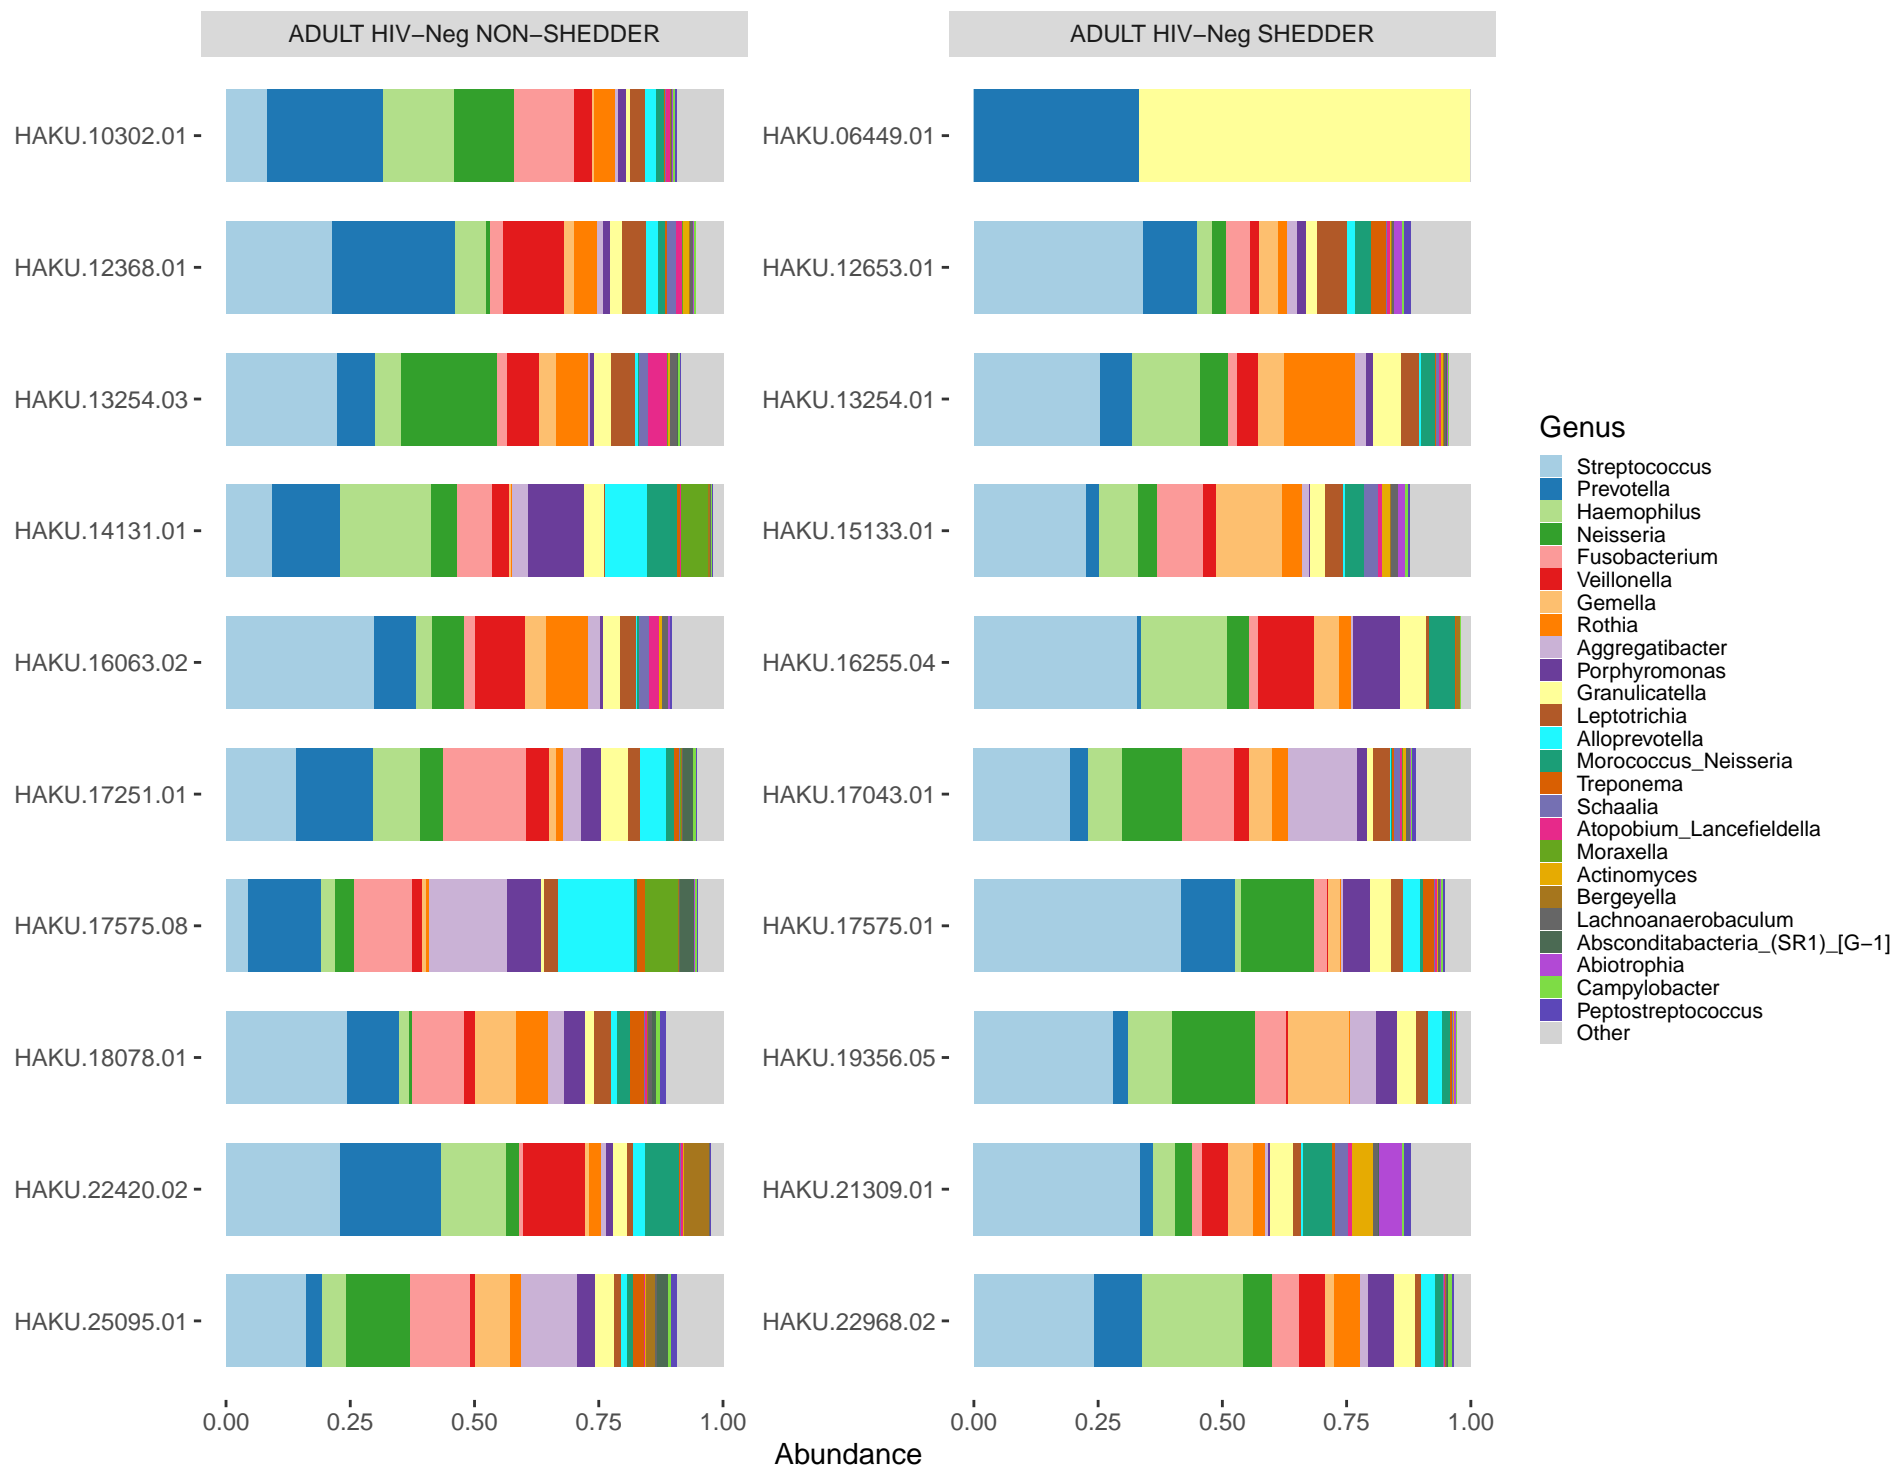 ADULT HIV−Neg NON−SHEDDER
ADULT HIV−Neg SHEDDER
HAKU.10302.01
HAKU.12368.01
HAKU.13254.03
HAKU.14131.01
HAKU.16063.02
HAKU.17251.01
HAKU.17575.08
HAKU.18078.01
HAKU.22420.02
HAKU.25095.01
HAKU.06449.01
HAKU.12653.01
HAKU.13254.01
HAKU.15133.01
HAKU.16255.04
HAKU.17043.01
HAKU.17575.01
HAKU.19356.05
HAKU.21309.01
HAKU.22968.02
0.00 0.25 0.50 0.75 1.00
0.00 0.25 0.50 0.75 1.00
Abundance
Genus
Streptococcus
Prevotella
Haemophilus
Neisseria
Fusobacterium
Veillonella
Gemella
Rothia
Aggregatibacter
Porphyromonas
Granulicatella
Leptotrichia
Alloprevotella
Morococcus_Neisseria
Treponema
Schaalia
Atopobium_Lancefieldella
Moraxella
Actinomyces
Bergeyella
Lachnoanaerobaculum
Absconditabacteria_(SR1)_[G−1]
Abiotrophia
Campylobacter
Peptostreptococcus
Other